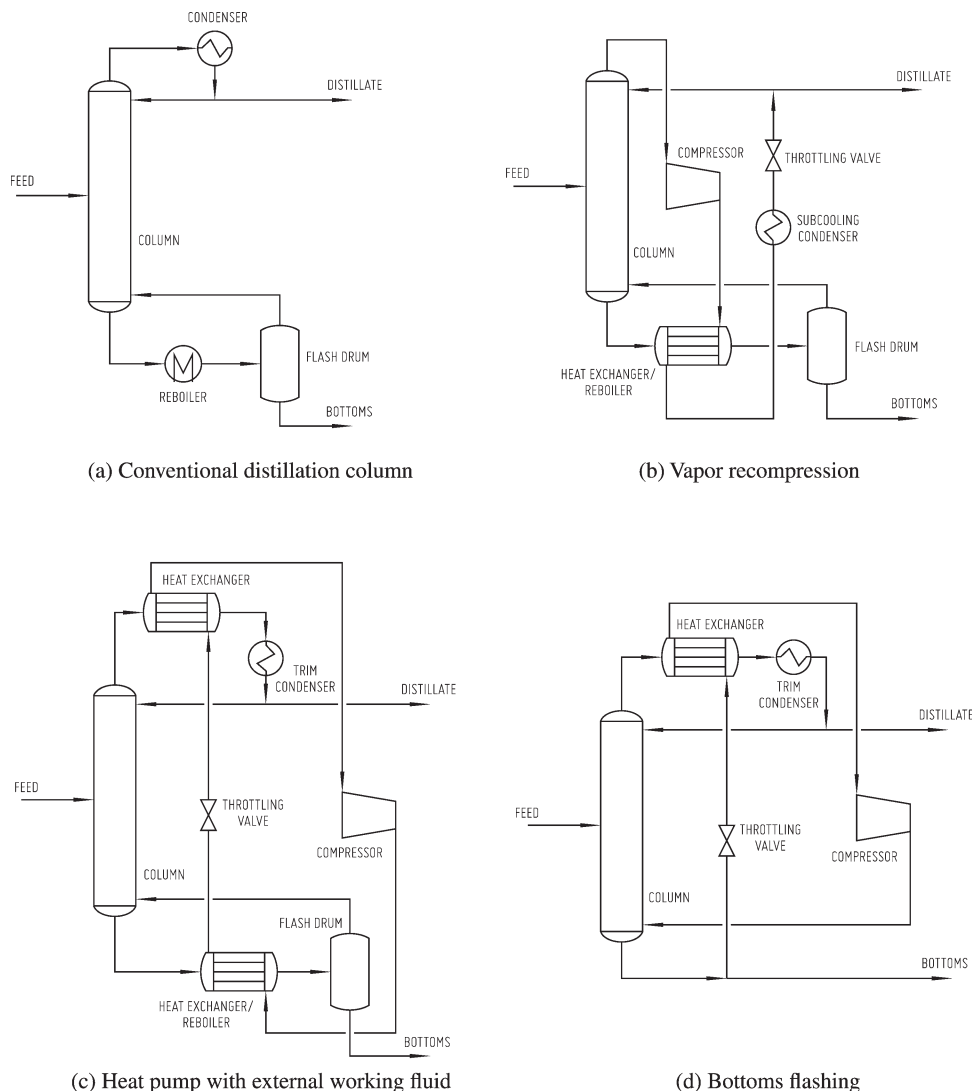 CONDENSER
DISTILLATE
FEED
COLUMN
FLASH DRUM
REBOILER
BOTTOMS
(a) Conventional distillation column
DISTILLATE
COMPRESSOR
THROTTLING VALVE
FEED
SUBCOOLING
CONDENSER
COLUMN
FLASH DRUM
HEAT EXCHANGER/
REBOILER
BOTTOMS
(b) Vapor recompression
HEAT EXCHANGER
TRIM
CONDENSER
DISTILLATE
FEED
THROTTLING
VALVE
COMPRESSOR
COLUMN
FLASH DRUM
HEAT EXCHANGER/
REBOILER
BOTTOMS
(c) Heat pump with external working fluid
HEAT EXCHANGER
TRIM
CONDENSER
DISTILLATE
FEED
THROTTLING
VALVE
COMPRESSOR
COLUMN
BOTTOMS
(d) Bottoms flashing